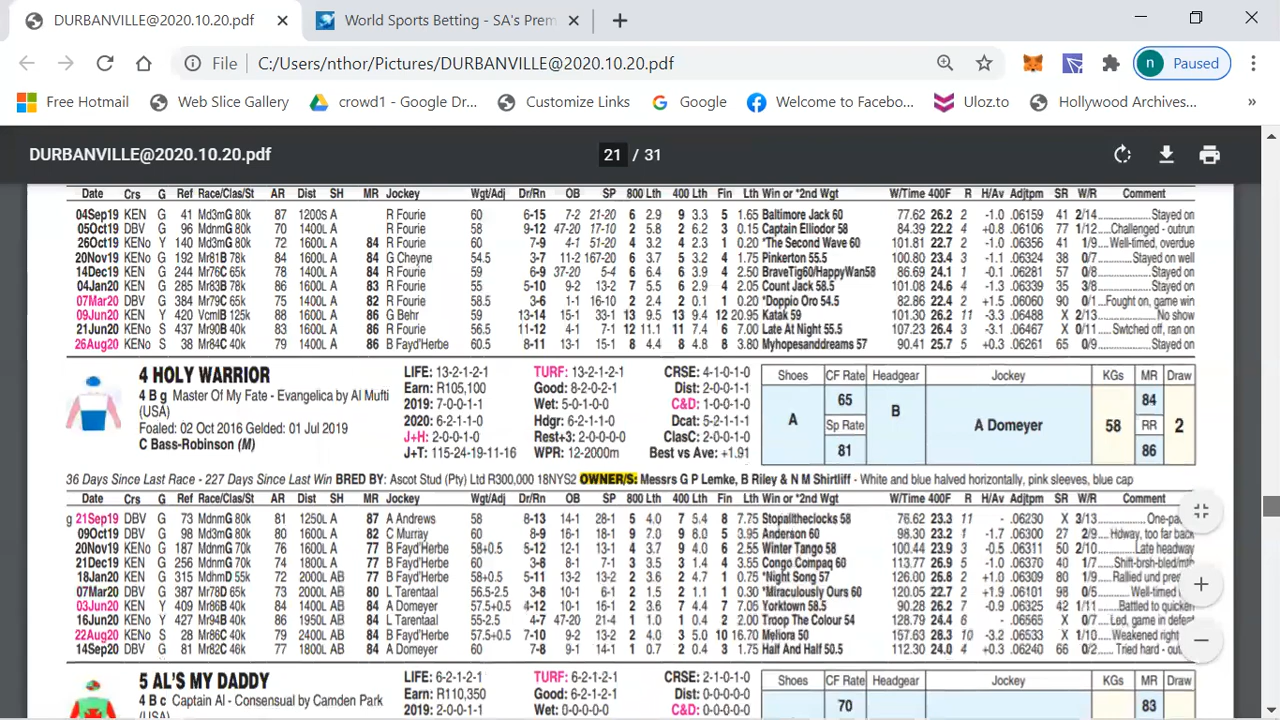 DURBANVILLE@2020.10.20.pdf
World Sports Betting - SA's Prem
File C:/Users/nthor/Pictures/DURBANVILLE@2020.10.20.pdf
n Paused
Free Hotmail Web Slice Gallery crowd1 - Google Dr... Customize Links Google Welcome to Facebo... Uloz.to Hollywood Archives... »
DURBANVILLE@2020.10.20.pdf 21 / 31
Date Crs G Ref Race/Clas/St AR Dist SH MR Jockey Wgt/Adj Dr/Rn OB SP 800 Lth 400 Lth Fin Lth Win or *2nd Wgt W/Time 400F R H/Av Adjtpm SR W/R Comment
04Sep19 KEN G 41 Md3mG 80k 87 1200S A R Fourie 60 6-15 7-2 21-20 6 2.9 9 3.3 5 1.65 Baltimore Jack 60 77.62 26.2 2 -1.0 .06159 41 2/14 Stayed on
05Oct19 DBV G 96 MdnmG 80k 70 1400L A R Fourie 60 9-12 47-20 17-10 2 5.8 2 6.2 3 0.15 Captain Elliodor 58 84.39 22.2 4 +0.8 .06106 77 1/12 Challenged - outrun
26Oct19 KENo Y 140 Md3mG 80k 72 1600L A 84 R Fourie 60 7-9 4-1 51-20 4 3.2 4 2.3 1 0.20 *The Second Wave 60 101.81 22.7 2 -1.0 .06356 41 1/9 Well-timed, overdue
20Nov19 KENo G 192 Mr81B 78k 84 1600L A 84 G Cheyne 54.5 3-7 11-2 167-20 6 3.7 5 3.2 4 1.75 Pinkerton 55.5 100.80 23.4 3 -1.1 .06324 38 0/7 Stayed on well
14Dec19 KEN G 244 Mr76C 65k 78 1400L A 84 R Fourie 59 6-9 37-20 5-4 6 6.4 6 3.9 4 2.50 BraveTig60/HappyWan58 86.69 24.1 1 -0.1 .06281 57 0/8 Stayed on
04Jan20 KEN G 285 Mr83B 78k 86 1600L A 83 R Fourie 55 5-10 9-2 13-2 7 5.5 6 2.9 4 2.05 Count Jack 58.5 101.08 24.6 4 -1.3 .06339 35 3/8 Stayed on
07Mar20 DBV G 384 Mr79C 65k 75 1400L A 82 R Fourie 58.5 3-6 1-1 16-10 2 2.4 2 0.1 1 0.20 *Doppio Oro 54.5 82.86 22.4 2 +1.5 .06060 90 0/1 Fought on, game win
09Jun20 KEN Y 420 VcmlB 125k 88 1600L A 86 G Behr 60 13-14 15-1 33-1 13 9.5 13 9.4 12 20.95 Katak 59 101.30 26.2 11 -3.3 .06488 X 2/13 No show
21Jun20 KENo S 437 Mr90B 40k 83 1600L A 86 R Fourie 56.5 11-12 4-1 7-1 12 11.1 11 7.4 6 7.00 Late At Night 55.5 107.23 26.4 3 -3.1 .06467 X 0/11 Swtched off, ran on
26Aug20 KENo S 38 Mr84C 40k 79 1400L A 86 B Fayd'Herbe 60.5 8-11 13-1 15-1 8 4.4 8 4.8 8 3.80 Myhopesanddreams 57 90.41 25.7 5 +0.3 .06261 65 0/9 Stayed on
4 HOLY WARRIOR
4 B g Master Of My Fate - Evangelica by Al Mufti
(USA)
Foaled: 02 Oct 2016 Gelded: 01 Jul 2019
C Bass-Robinson (M)
LIFE: 13-2-1-2-1 TURF: 13-2-1-2-1 CRSE: 4-1-0-1-0
Earn: R105,100 Good: 8-2-0-2-1 Dist: 2-0-0-1-1
2019: 7-0-0-1-1 Wet: 5-0-1-0-0 C&D: 1-0-0-1-0
2020: 6-2-1-1-0 Hdgr: 6-2-1-1-0 Dcat: 5-2-1-1-1
J+H: 2-0-0-1-0 Rest+3: 2-0-0-0-0 ClasC: 2-0-0-1-0
J+T: 115-24-19-11-16 WPR: 12-2000m Best vs Ave: +1.91
Shoes CF Rate Headgear Jockey KGs MR Draw
A 65 B A Domeyer 58 84 2
Sp Rate RR
81 86
36 Days Since Last Race - 227 Days Since Last Win BRED BY: Ascot Stud (Pty) Ltd R300,000 18NYS2 OWNER/S: Messrs G P Lemke, B Riley & N M Shirtliff - White and blue halved horizontally, pink sleeves, blue cap
Date Crs G Ref Race/Clas/St AR Dist SH MR Jockey Wgt/Adj Dr/Rn OB SP 800 Lth 400 Lth Fin Lth Win or *2nd Wgt W/Time 400F R H/Av Adjtpm SR W/R Comment
g 21Sep19 DBV G 73 MdnmG 80k 81 1250L A 87 A Andrews 58 8-13 14-1 28-1 5 4.0 7 5.4 8 7.75 Stopalltheclocks 58 76.62 23.3 11 - .06230 X 3/13 One-pa
09Oct19 DBV G 98 MdnmG 80k 80 1600L A 82 C Murray 60 8-9 16-1 18-1 9 7.0 9 8.0 5 3.95 Anderson 60 98.30 23.2 1 -1.7 .06300 27 2/9 Hdway, too far back
20Nov19 KENo G 187 MdnmG 70k 76 1600L A 77 B Fayd'Herbe 58+0.5 5-12 12-1 13-1 4 3.7 4 4.0 6 2.55 Winter Tango 58 100.44 23.9 3 -0.5 .06311 50 2/10 Late headway
21Dec19 KENo G 256 MdnmG 70k 74 1800L A 77 B Fayd'Herbe 60 3-8 8-1 7-1 3 3.5 3 1.4 4 3.55 Congo Compaq 60 113.77 26.9 5 -1.0 .06370 40 1/7 Shift-brsh-bled/mt
18Jan20 KEN G 315 MdmmD 55k 72 2000L AB 77 B Fayd'Herbe 58+0.5 5-11 13-2 13-2 2 3.6 2 4.7 1 0.75 *Night Song 57 126.00 26.8 2 +1.0 .06309 80 1/9 Rallied und pre
07Mar20 DBV G 387 Mr78D 65k 73 2000L AB 80 L Tarentaal 56.5-2.5 3-8 8-1 6-1 2 1.5 2 1.1 1 0.30 *Miraculously Ours 60 120.05 22.7 2 +1.9 .06101 98 0/5 Well-timed
03Jun20 KEN Y 409 Mr86B 40k 84 1400L AB 84 A Domeyer 57.5+0.5 4-12 10-1 16-1 2 3.6 7 4.4 7 7.05 Yorktown 58.5 90.28 26.2 7 -0.9 .06325 42 1/11 Battled to quicken
16Jun20 KEN Y 427 Mr94B 40k 86 1950L AB 84 L Tarentaal 55-2.5 4-7 47-20 21-4 1 1.0 1 0.4 2 2.00 Troop The Colour 54 128.79 24.4 6 - .06565 X 0/7 Led, game in defeat
22Aug20 KENo S 28 Mr86C 40k 79 2400L AB 84 B Fayd'Herbe 57.5+0.5 7-10 9-2 13-2 2 4.0 3 5.0 10 16.70 Meliora 50 157.63 28.3 10 -3.2 .06533 X 1/10 Weakened right
14Sep20 KENo G 81 Mr82C 46k 77 1800L AB 84 A Domeyer 60 7-8 9-1 14-1 1 0.7 2 0.4 3 1.75 Half And Half 50.5 112.30 24.0 4 +0.3 .06240 66 0/2 Tried hard - ou
5 AL'S MY DADDY
4 B c Captain Al - Consensual by Camden Park
(USA)
LIFE: 6-2-1-2-1 TURF: 6-2-1-2-1 CRSE: 2-1-0-1-0
Earn: R110,350 Good: 6-2-1-2-1 Dist: 0-0-0-0-0
2019: 2-1-0-1-0 Wet: 0-0-0-0-0 C&D: 0-0-0-0-0
Shoes CF Rate Headgear Jockey KGs MR Draw
70 83